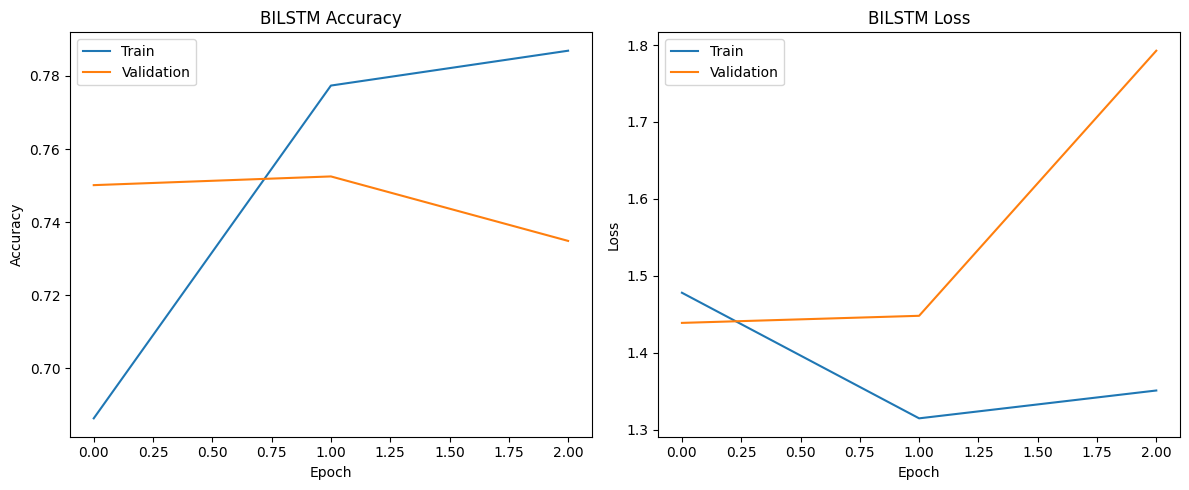 BILSTM Accuracy
Train
Validation
0.78
0.76
0.74
0.72
0.70
Accuracy
0.00 0.25 0.50 0.75 1.00 1.25 1.50 1.75 2.00
Epoch
BILSTM Loss
Train
Validation
1.8
1.7
1.6
1.5
1.4
1.3
Loss
0.00 0.25 0.50 0.75 1.00 1.25 1.50 1.75 2.00
Epoch